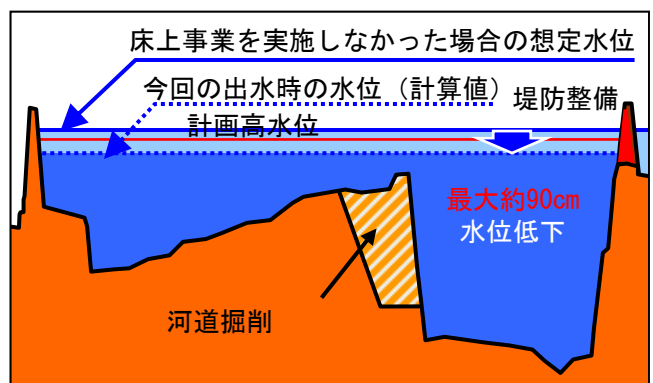 床上事業を実施しなかった場合の想定水位
今回の出水時の水位（計算値）
堤防整備
計画高水位
最大約90cm
水位低下
河道掘削